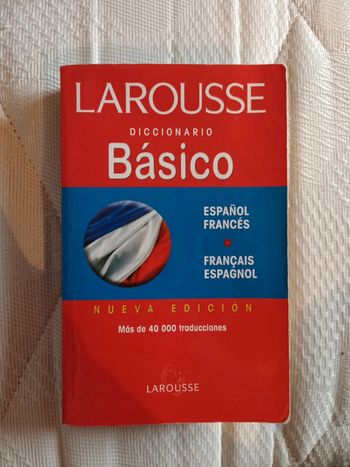 LAROUSSE
DICCIONARIO
Básico
ESPAÑOL
FRANCÉS
FRANÇAIS
ESPAGNOL
NUEVA EDICIÓN
Más de 40 000 traducciones
LAROUSSE